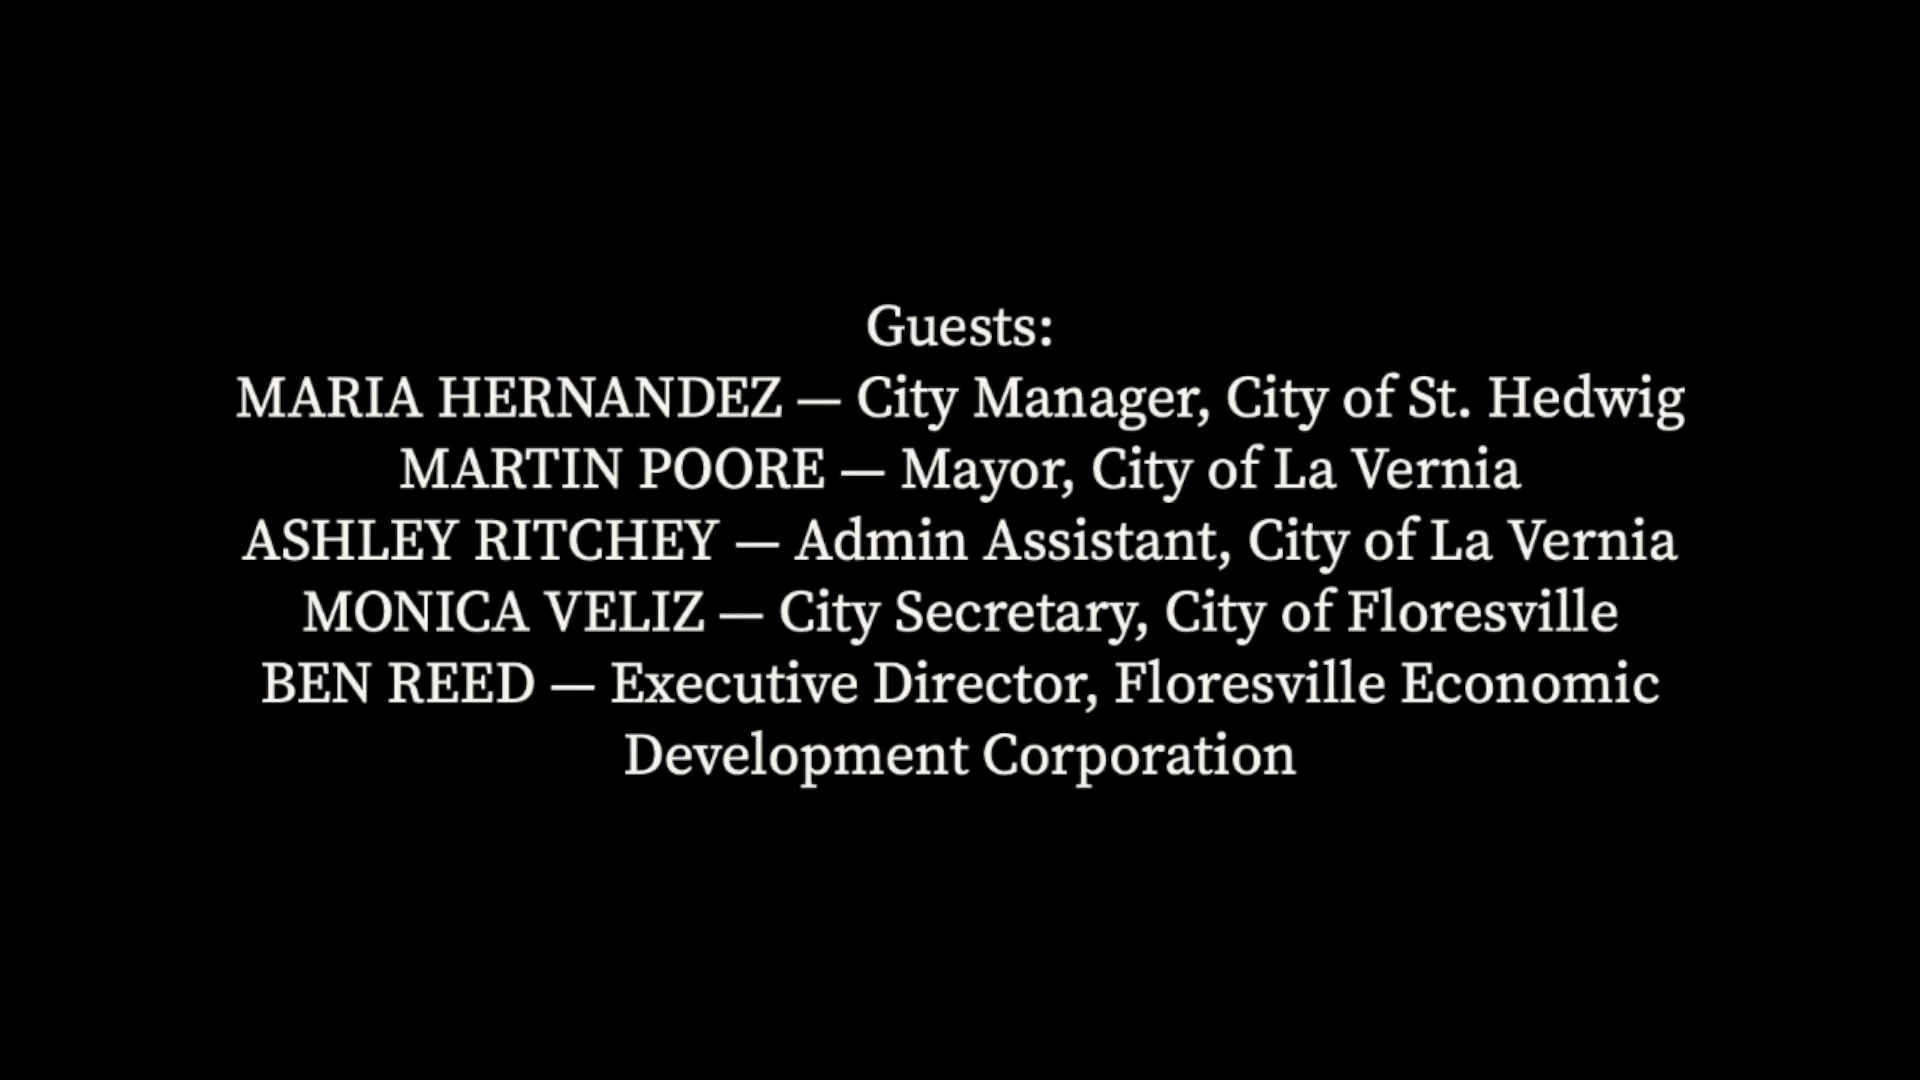 Guests:
MARIA HERNANDEZ — City Manager, City of St. Hedwig
MARTIN POORE — Mayor, City of La Vernia
ASHLEY RITCHEY — Admin Assistant, City of La Vernia
MONICA VELIZ — City Secretary, City of Floresville
BEN REED — Executive Director, Floresville Economic
Development Corporation